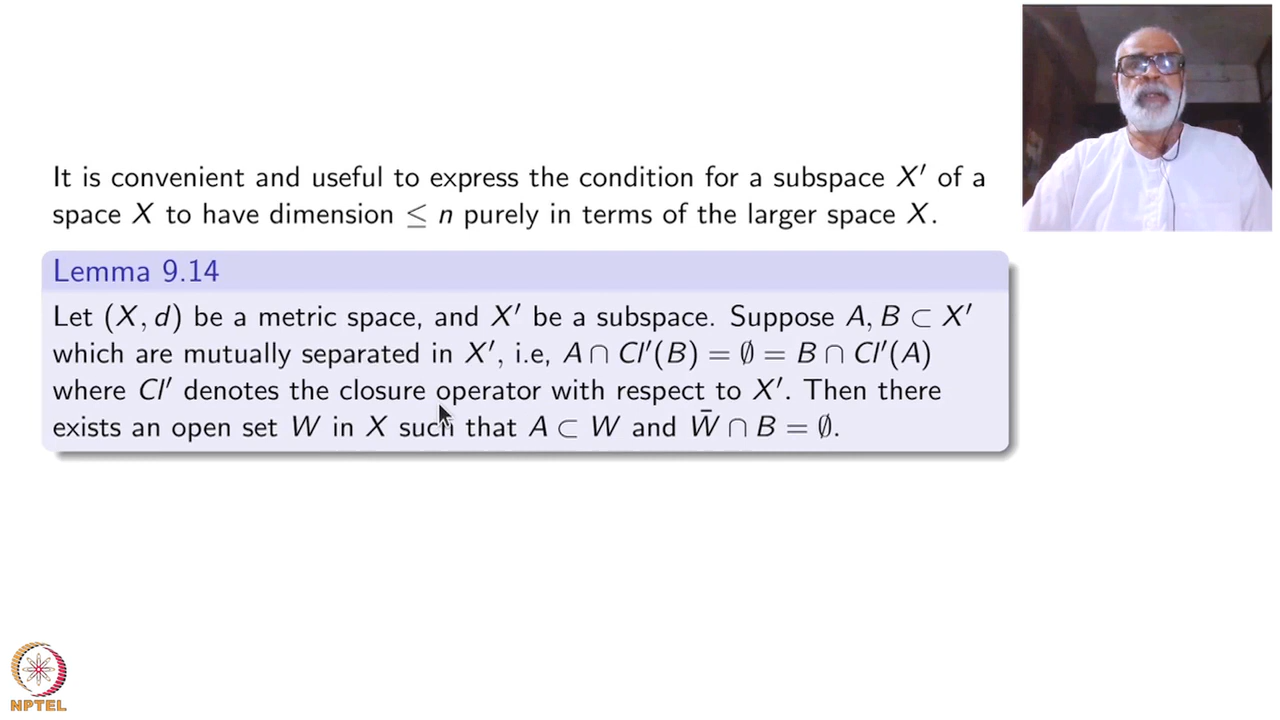 It is convenient and useful to express the condition for a subspace X′ of a
space X to have dimension ≤ n purely in terms of the larger space X.
Lemma 9.14
Let (X, d) be a metric space, and X′ be a subspace. Suppose A, B ⊂ X′
which are mutually separated in X′, i.e, A ∩ Cl′(B) = ∅ = B ∩ Cl′(A)
where Cl′ denotes the closure operator with respect to X′. Then there
exists an open set W in X such that A ⊂ W and W̄ ∩ B = ∅.
NPTEL